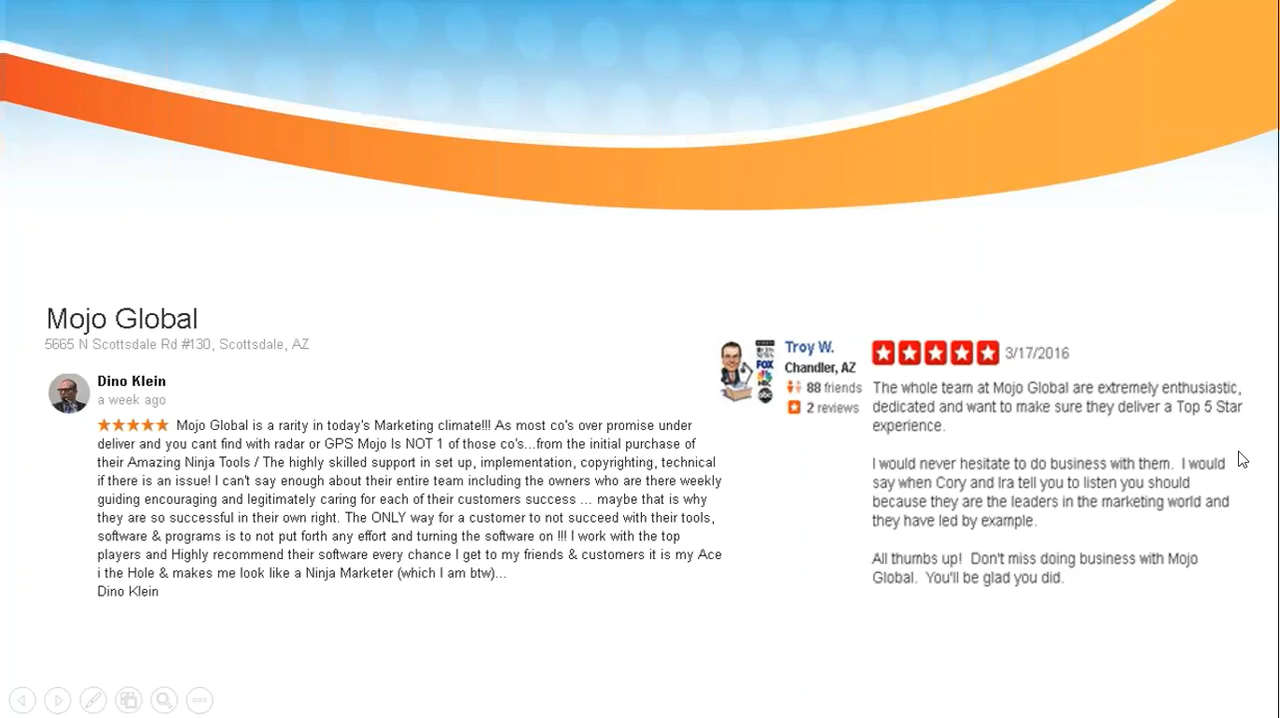 Mojo Global
5665 N Scottsdale Rd #130, Scottsdale, AZ
Dino Klein
a week ago
Mojo Global is a rarity in today's Marketing climate!!! As most co's over promise under
deliver and you cant find with radar or GPS Mojo Is NOT 1 of those co's...from the initial purchase of
their Amazing Ninja Tools / The highly skilled support in set up, implementation, copyrighting, technical
if there is an issue! I can't say enough about their entire team including the owners who are there weekly
guiding encouraging and legitimately caring for each of their customers success ... maybe that is why
they are so successful in their own right. The ONLY way for a customer to not succeed with their tools,
software & programs is to not put forth any effort and turning the software on !!! I work with the top
players and Highly recommend their software every chance I get to my friends & customers it is my Ace
i the Hole & makes me look like a Ninja Marketer (which I am btw)...
Dino Klein
FOX
abc
Troy W.
Chandler, AZ
88 friends
2 reviews
3/17/2016
The whole team at Mojo Global are extremely enthusiastic,
dedicated and want to make sure they deliver a Top 5 Star
experience.
I would never hesitate to do business with them. I would
say when Cory and Ira tell you to listen you should
because they are the leaders in the marketing world and
they have led by example.
All thumbs up! Don't miss doing business with Mojo
Global. You'll be glad you did.